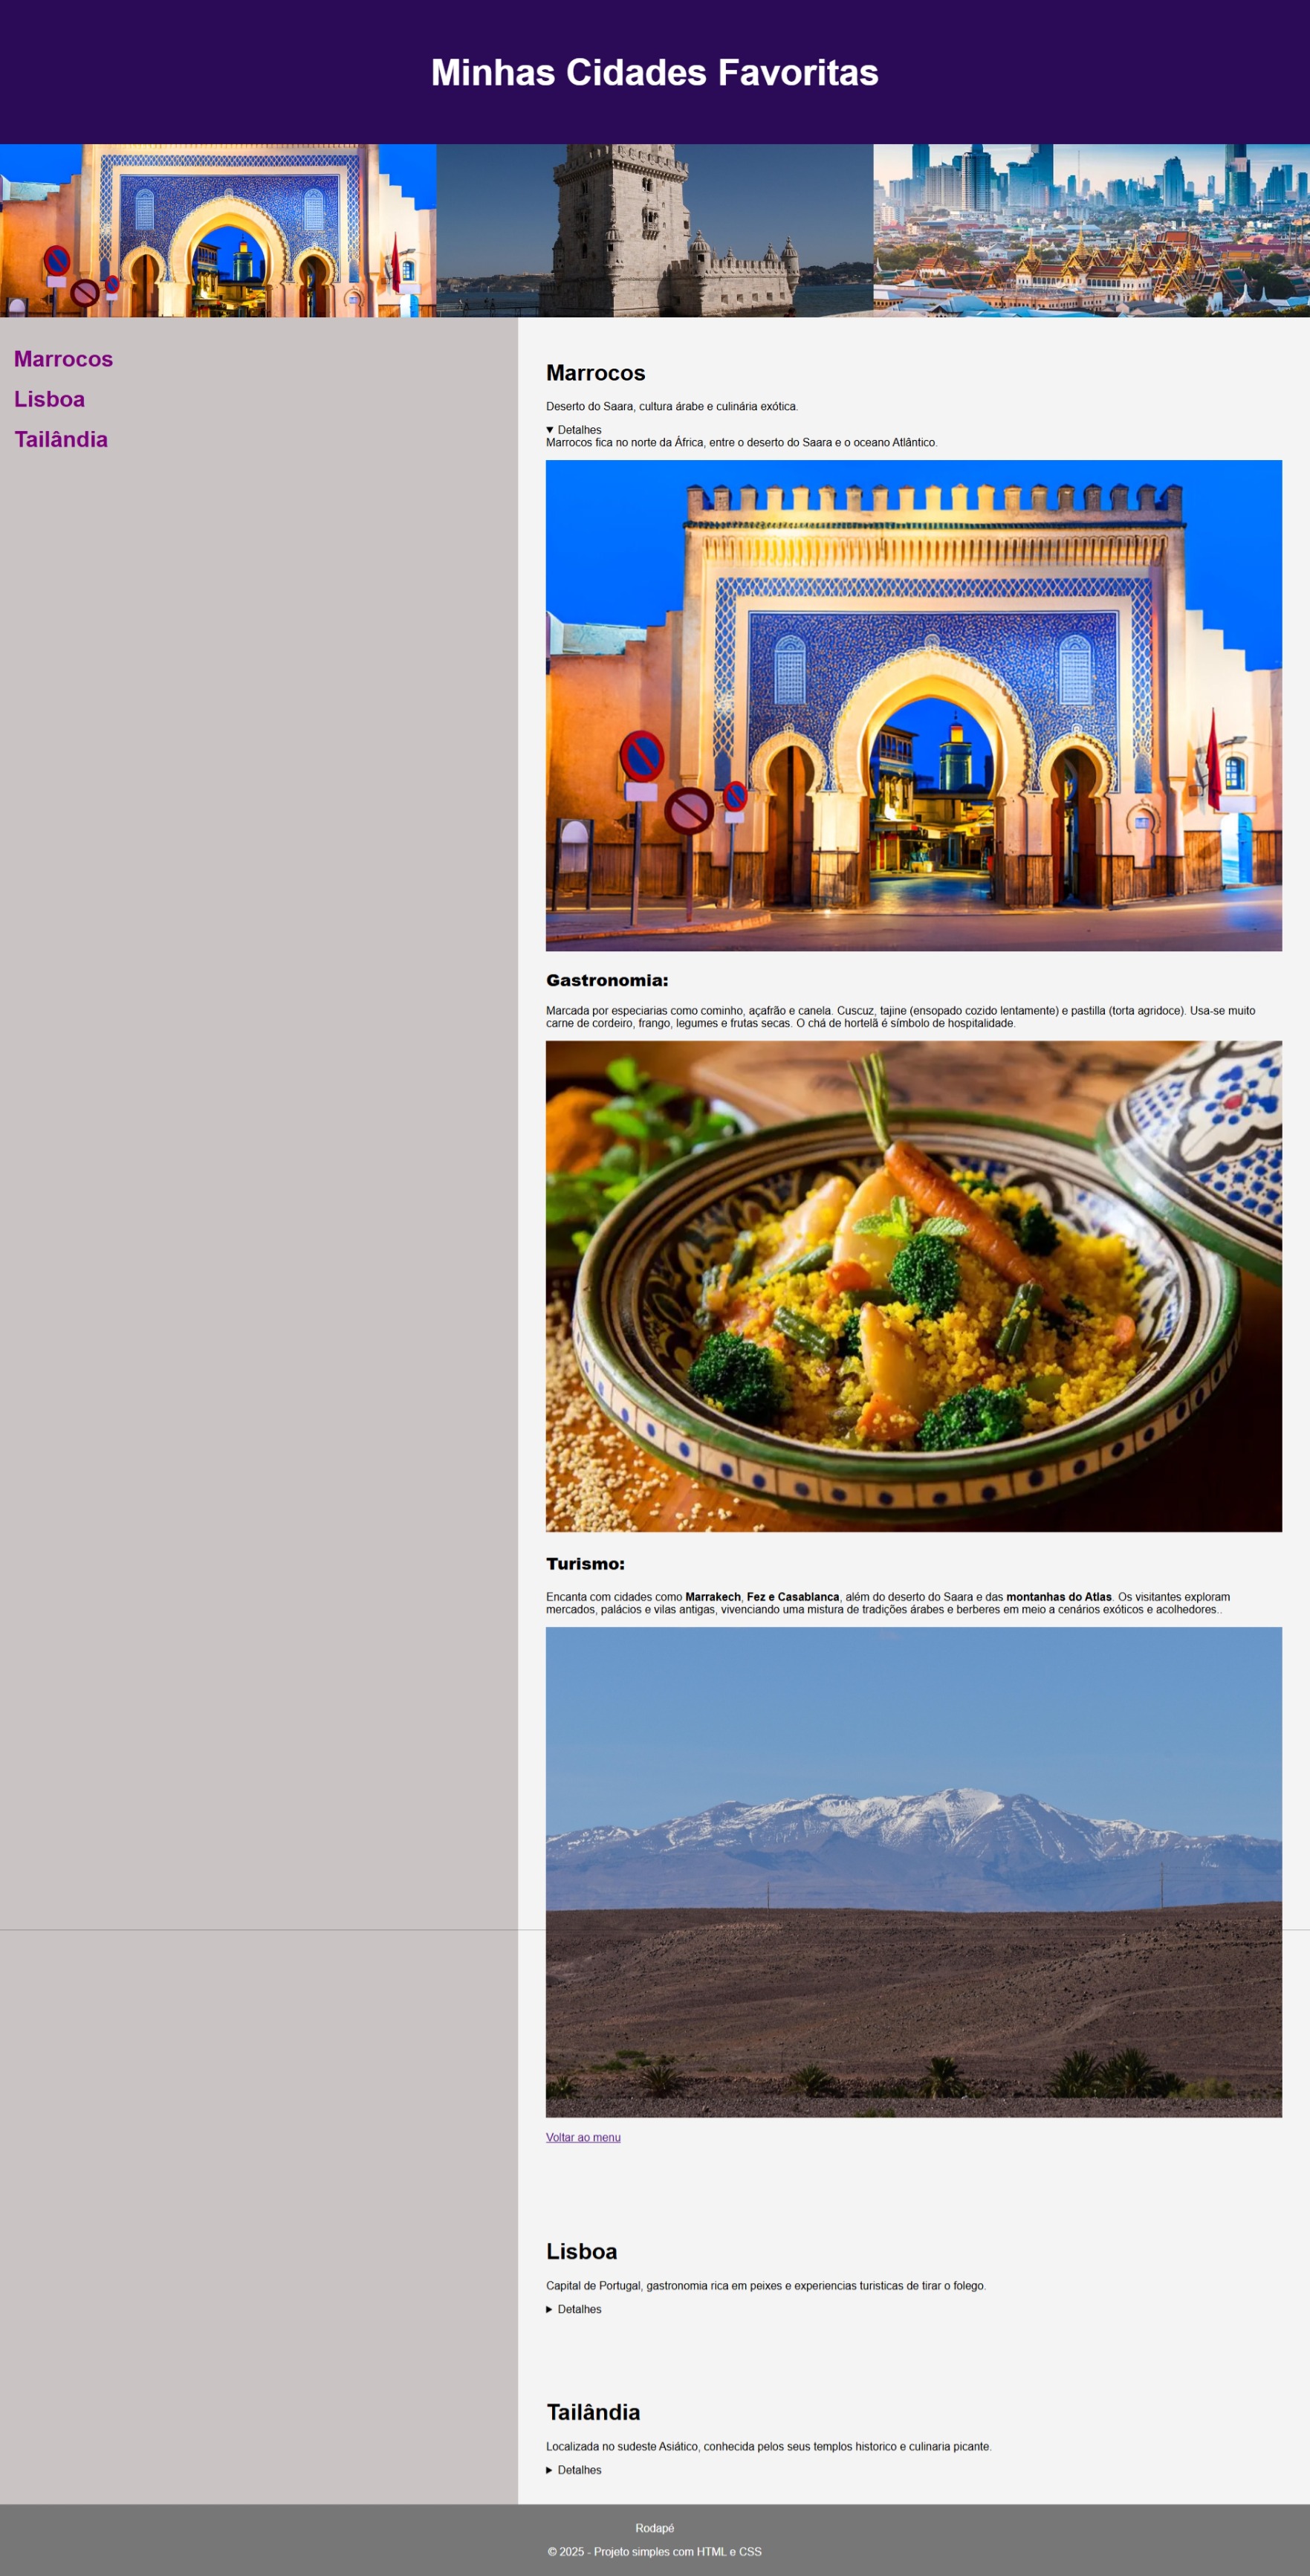 Minhas Cidades Favoritas
Marrocos
Lisboa
Tailândia
Marrocos
Deserto do Saara, cultura árabe e culinária exótica.
Detalhes
Marrocos fica no norte da África, entre o deserto do Saara e o oceano Atlântico.
Gastronomia:
Marcada por especiarias como cominho, açafrão e canela. Cuscuz, tajine (ensopado cozido lentamente) e pastilla (torta agridoce). Usa-se muito
carne de cordeiro, frango, legumes e frutas secas. O chá de hortelã é símbolo de hospitalidade.
Turismo:
Encanta com cidades como Marrakech, Fez e Casablanca, além do deserto do Saara e das montanhas do Atlas. Os visitantes exploram
mercados, palácios e vilas antigas, vivenciando uma mistura de tradições árabes e berberes em meio a cenários exóticos e acolhedores..
Voltar ao menu
Lisboa
Capital de Portugal, gastronomia rica em peixes e experiencias turisticas de tirar o folego.
Detalhes
Tailândia
Localizada no sudeste Asiático, conhecida pelos seus templos historico e culinaria picante.
Detalhes
Rodapé
© 2025 - Projeto simples com HTML e CSS